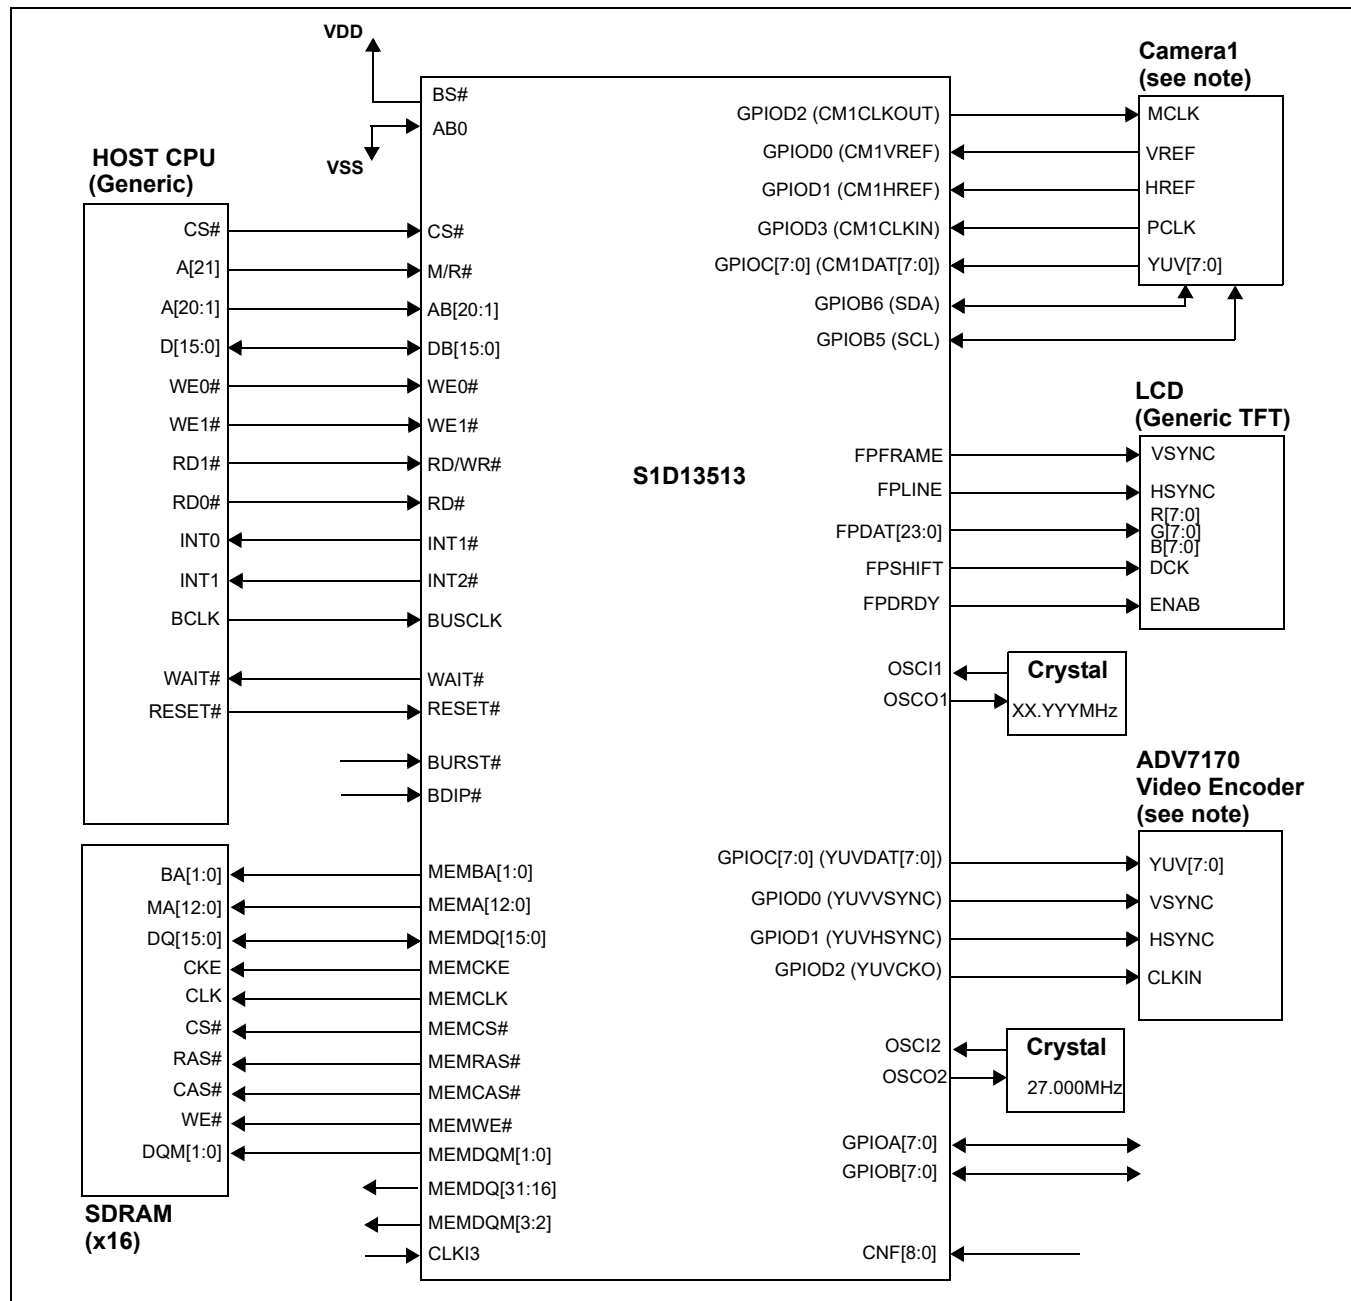 VDD
VSS
HOST CPU
(Generic)
CS#
A[21]
A[20:1]
D[15:0]
WE0#
WE1#
RD1#
RD0#
INT0
INT1
BCLK
WAIT#
RESET#
BA[1:0]
MA[12:0]
DQ[15:0]
CKE
CLK
CS#
RAS#
CAS#
WE#
DQM[1:0]
SDRAM
(x16)
BS#
AB0
CS#
M/R#
AB[20:1]
DB[15:0]
WE0#
WE1#
RD/WR#
RD#
INT1#
INT2#
BUSCLK
WAIT#
RESET#
BURST#
BDIP#
MEMBA[1:0]
MEMA[12:0]
MEMDQ[15:0]
MEMCKE
MEMCLK
MEMCS#
MEMRAS#
MEMCAS#
MEMWE#
MEMDQM[1:0]
MEMDQ[31:16]
MEMDQM[3:2]
CLKI3
S1D13513
GPIOD2 (CM1CLKOUT)
GPIOD0 (CM1VREF)
GPIOD1 (CM1HREF)
GPIOD3 (CM1CLKIN)
GPIOC[7:0] (CM1DAT[7:0])
GPIOB6 (SDA)
GPIOB5 (SCL)
FPFRAME
FPLINE
FPDAT[23:0]
FPSHIFT
FPDRDY
OSCI1
OSCO1
GPIOC[7:0] (YUVDAT[7:0])
GPIOD0 (YUVVSYNC)
GPIOD1 (YUVHSYNC)
GPIOD2 (YUVCKO)
OSCI2
OSCO2
GPIOA[7:0]
GPIOB[7:0]
CNF[8:0]
Camera1
(see note)
MCLK
VREF
HREF
PCLK
YUV[7:0]
LCD
(Generic TFT)
VSYNC
HSYNC
R[7:0]
G[7:0]
B[7:0]
DCK
ENAB
Crystal
XX.YYYMHz
ADV7170
Video Encoder
(see note)
YUV[7:0]
VSYNC
HSYNC
CLKIN
Crystal
27.000MHz